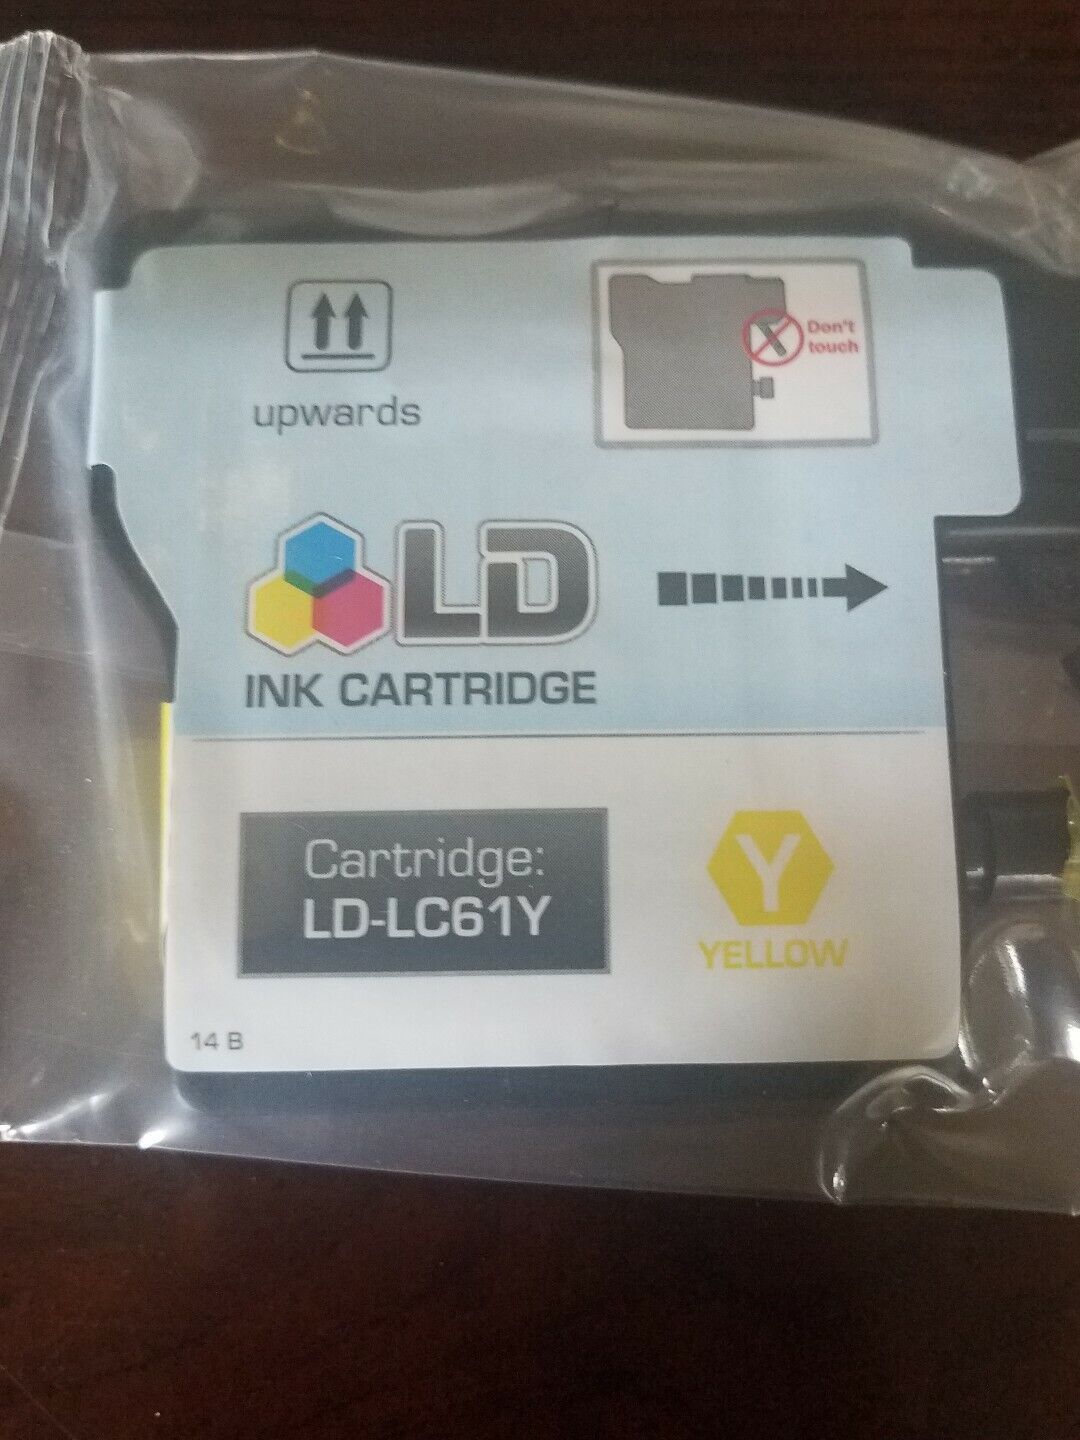 upwards
Don't
touch
LD
INK CARTRIDGE
Cartridge:
LD-LC61Y
Y
YELLOW
14 B